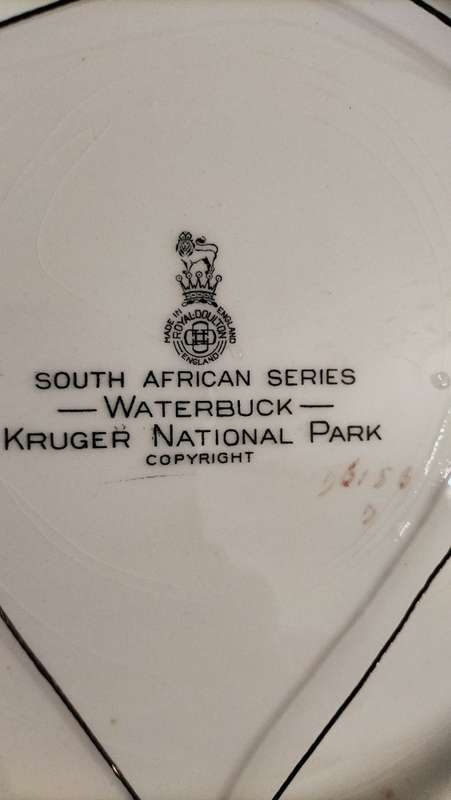 MADE IN ENGLAND
ROYAL DOULTON
ENGLAND
SOUTH AFRICAN SERIES
— WATERBUCK —
KRUGER NATIONAL PARK
COPYRIGHT